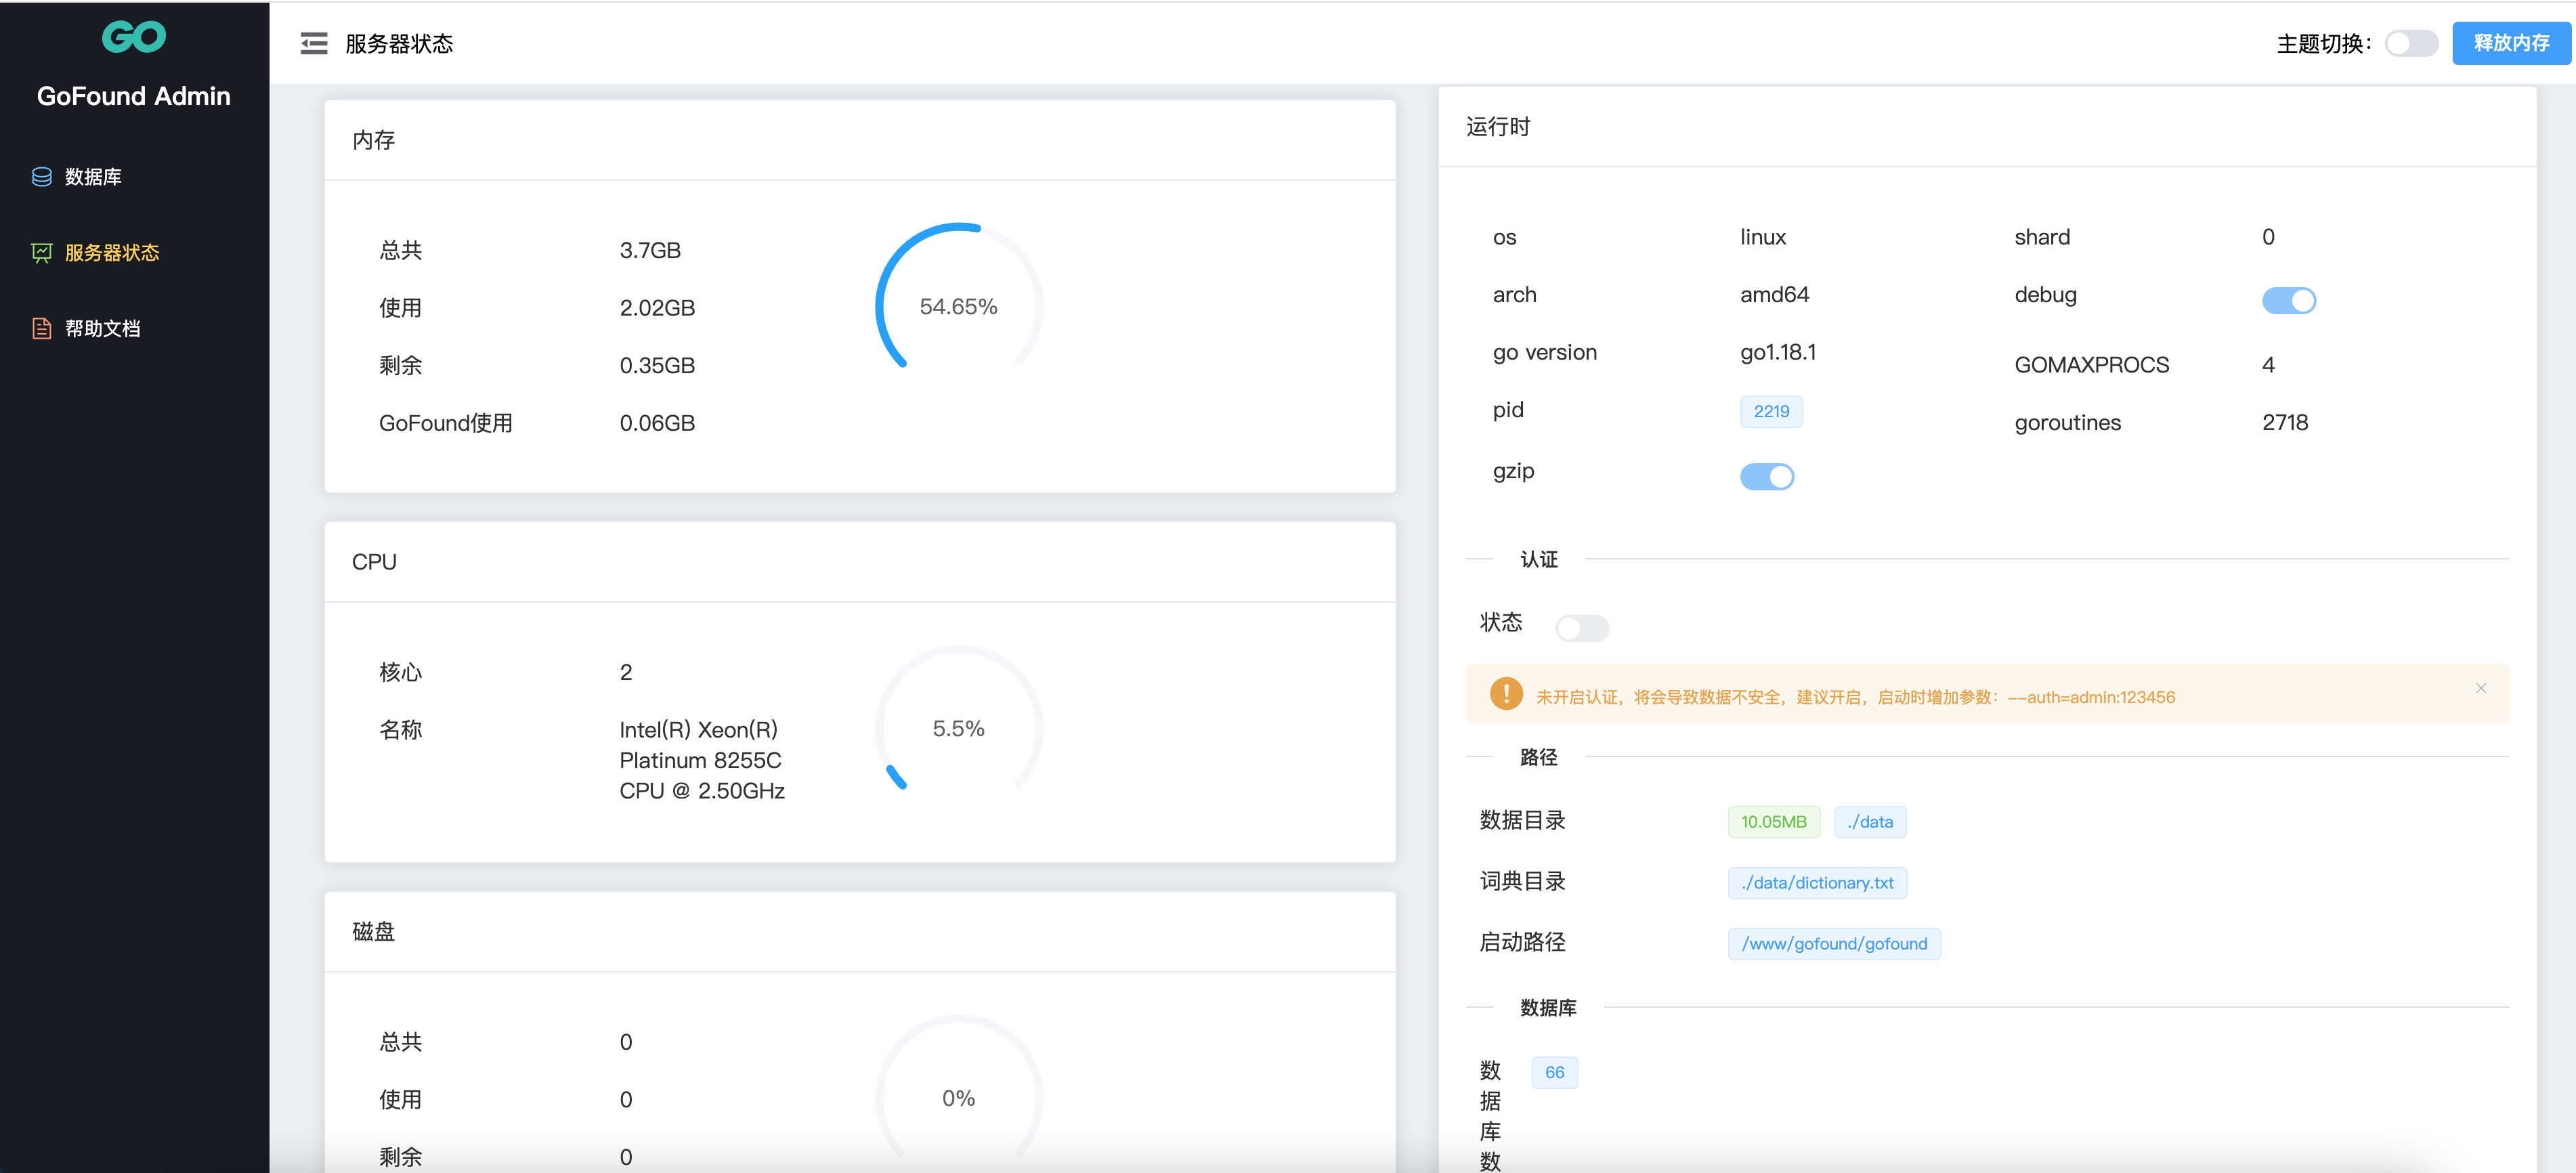 GO
GoFound Admin
数据库
服务器状态
帮助文档
服务器状态
主题切换：
释放内存
内存
总共 3.7GB
使用 2.02GB
剩余 0.35GB
GoFound使用 0.06GB
54.65%
CPU
核心 2
名称 Intel(R) Xeon(R)
Platinum 8255C
CPU @ 2.50GHz
5.5%
磁盘
总共 0
使用 0
剩余 0
0%
运行时
os linux
arch amd64
go version go1.18.1
pid 2219
gzip
shard 0
debug
GOMAXPROCS 4
goroutines 2718
认证
状态
未开启认证，将会导致数据不安全，建议开启，启动时增加参数：--auth=admin:123456
路径
数据目录 10.05MB ./data
词典目录 ./data/dictionary.txt
启动路径 /www/gofound/gofound
数据库
数 66
据
库
数